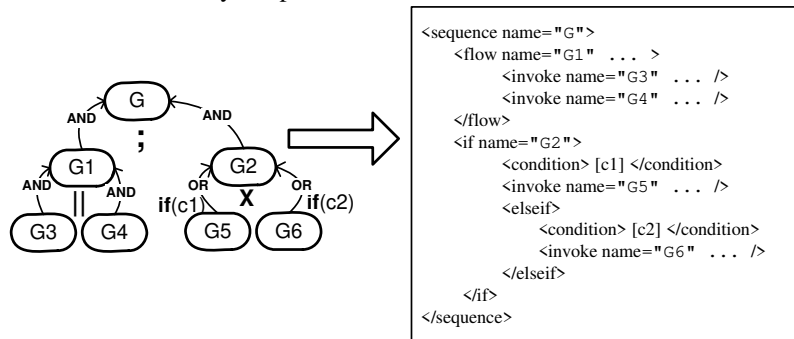 G
AND
AND
;
G1
G2
AND
AND
OR
OR
||
X
if(c1)
if(c2)
G3
G4
G5
G6
<sequence name="G">
<flow name="G1" ... >
<invoke name="G3" ... />
<invoke name="G4" ... />
</flow>
<if name="G2">
<condition> [c1] </condition>
<invoke name="G5" ... />
<elseif>
<condition> [c2] </condition>
<invoke name="G6" ... />
</elseif>
</if>
</sequence>